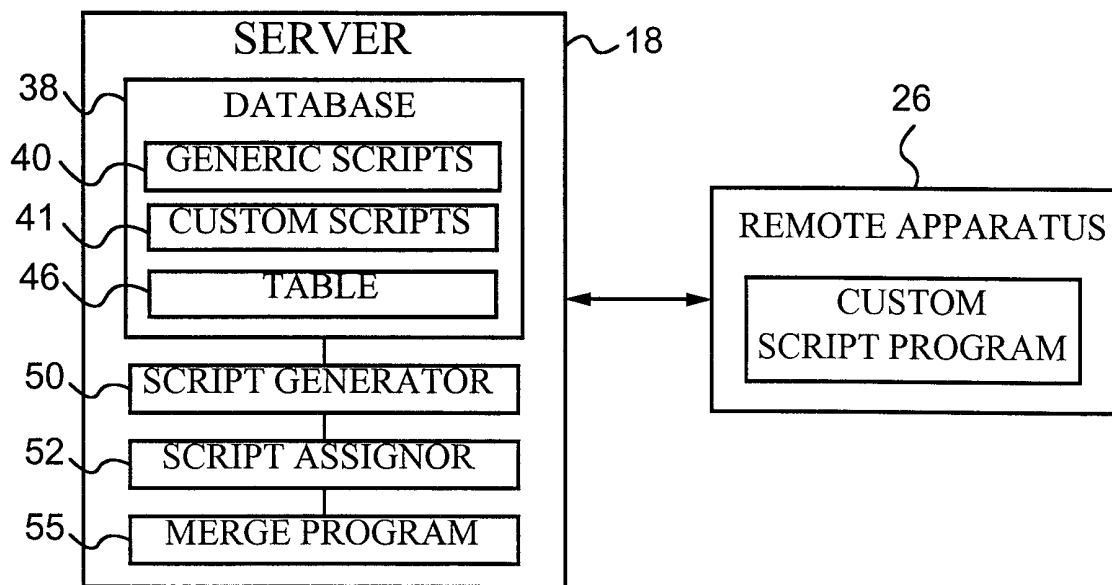 SERVER
18
38
DATABASE
40
GENERIC SCRIPTS
41
CUSTOM SCRIPTS
46
TABLE
50
SCRIPT GENERATOR
52
SCRIPT ASSIGNOR
55
MERGE PROGRAM
26
REMOTE APPARATUS
CUSTOM
SCRIPT PROGRAM